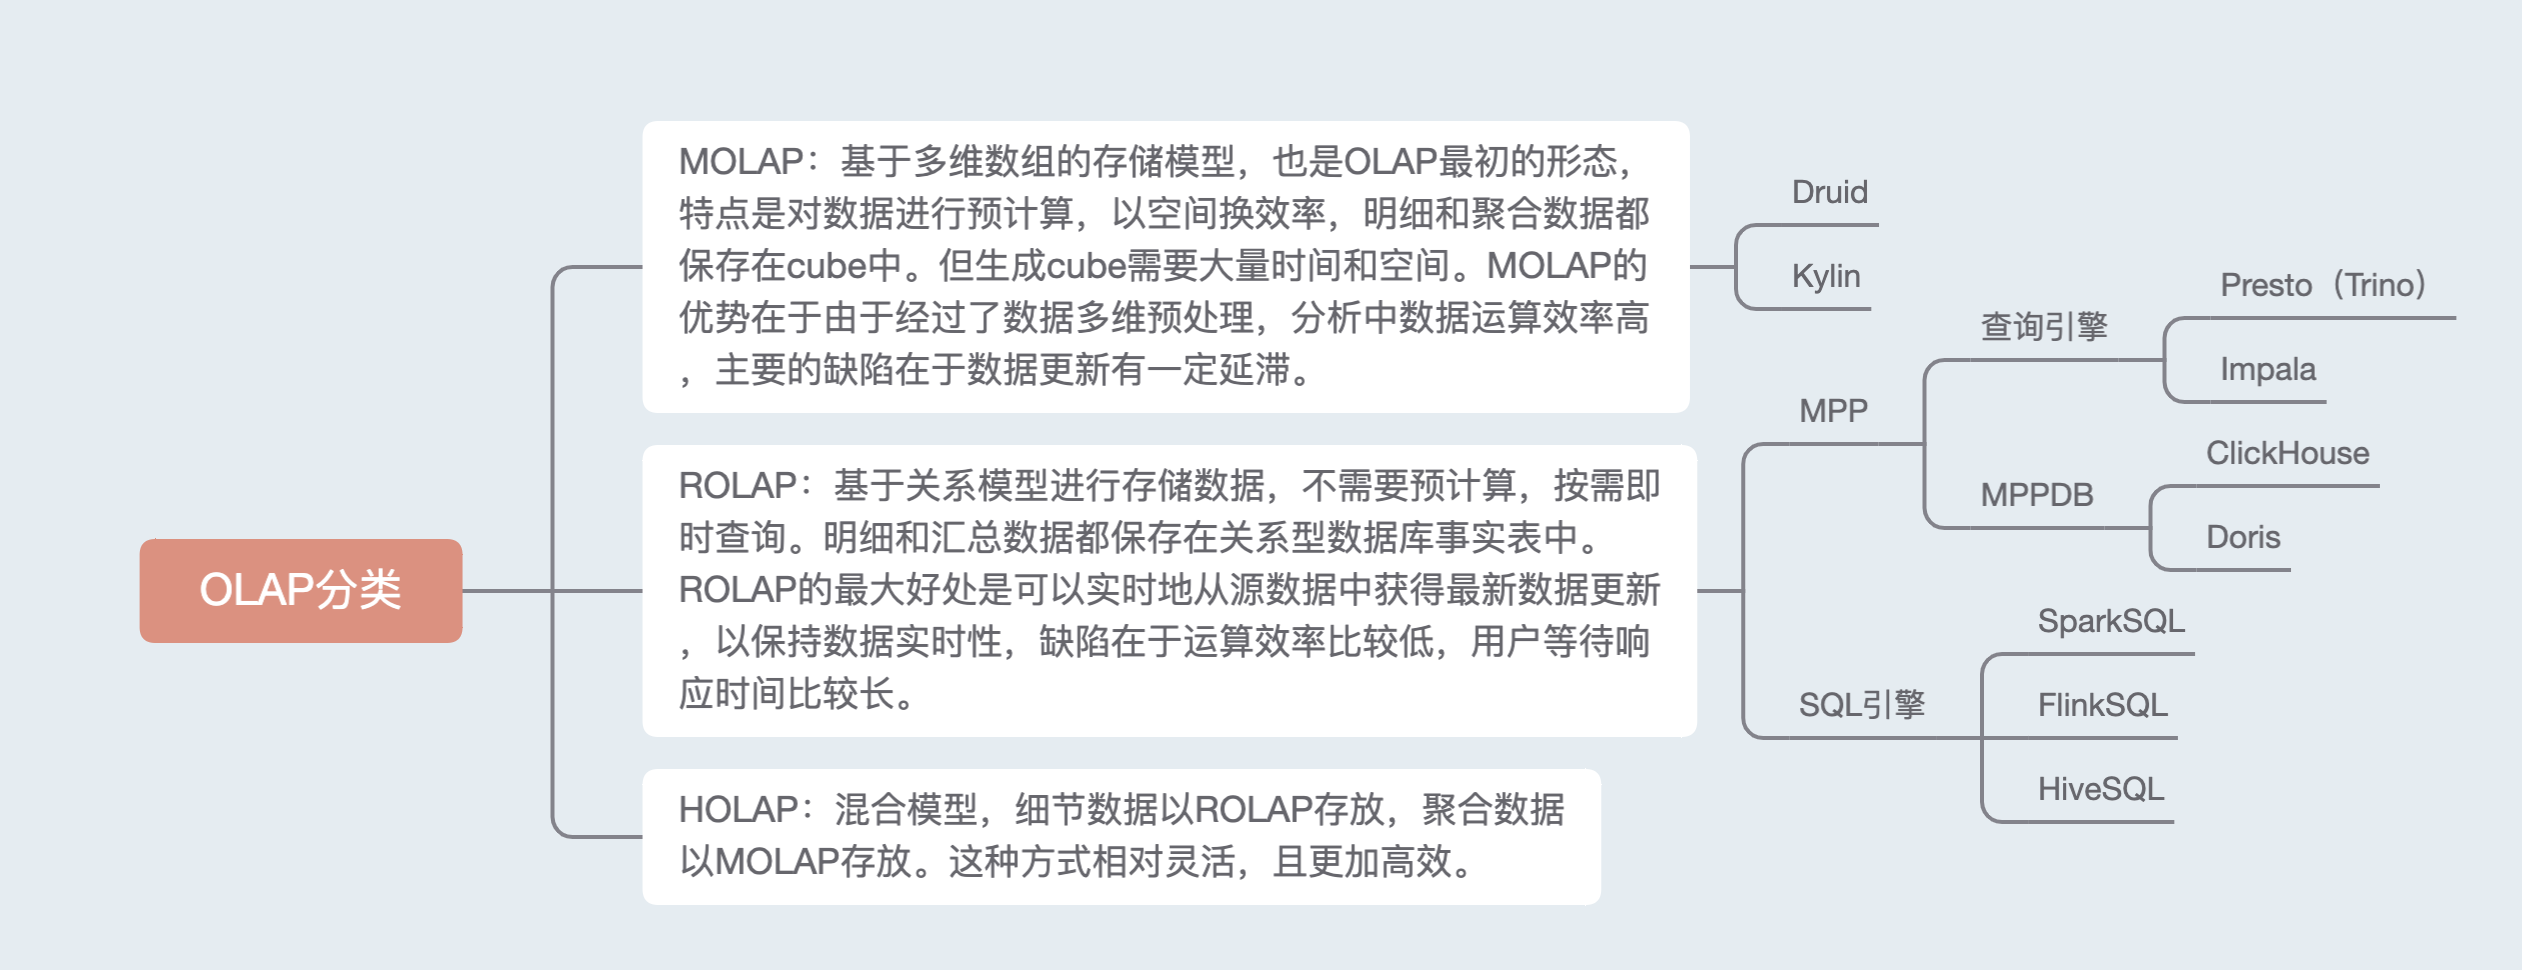 OLAP分类
MOLAP：基于多维数组的存储模型，也是OLAP最初的形态，
特点是对数据进行预计算，以空间换效率，明细和聚合数据都
保存在cube中。但生成cube需要大量时间和空间。MOLAP的
优势在于由于经过了数据多维预处理，分析中数据运算效率高
，主要的缺陷在于数据更新有一定延滞。
Druid
Kylin
ROLAP：基于关系模型进行存储数据，不需要预计算，按需即
时查询。明细和汇总数据都保存在关系型数据库事实表中。
ROLAP的最大好处是可以实时地从源数据中获得最新数据更新
，以保持数据实时性，缺陷在于运算效率比较低，用户等待响
应时间比较长。
MPP
查询引擎
Presto（Trino）
Impala
MPPDB
ClickHouse
Doris
SQL引擎
SparkSQL
FlinkSQL
HiveSQL
HOLAP：混合模型，细节数据以ROLAP存放，聚合数据
以MOLAP存放。这种方式相对灵活，且更加高效。